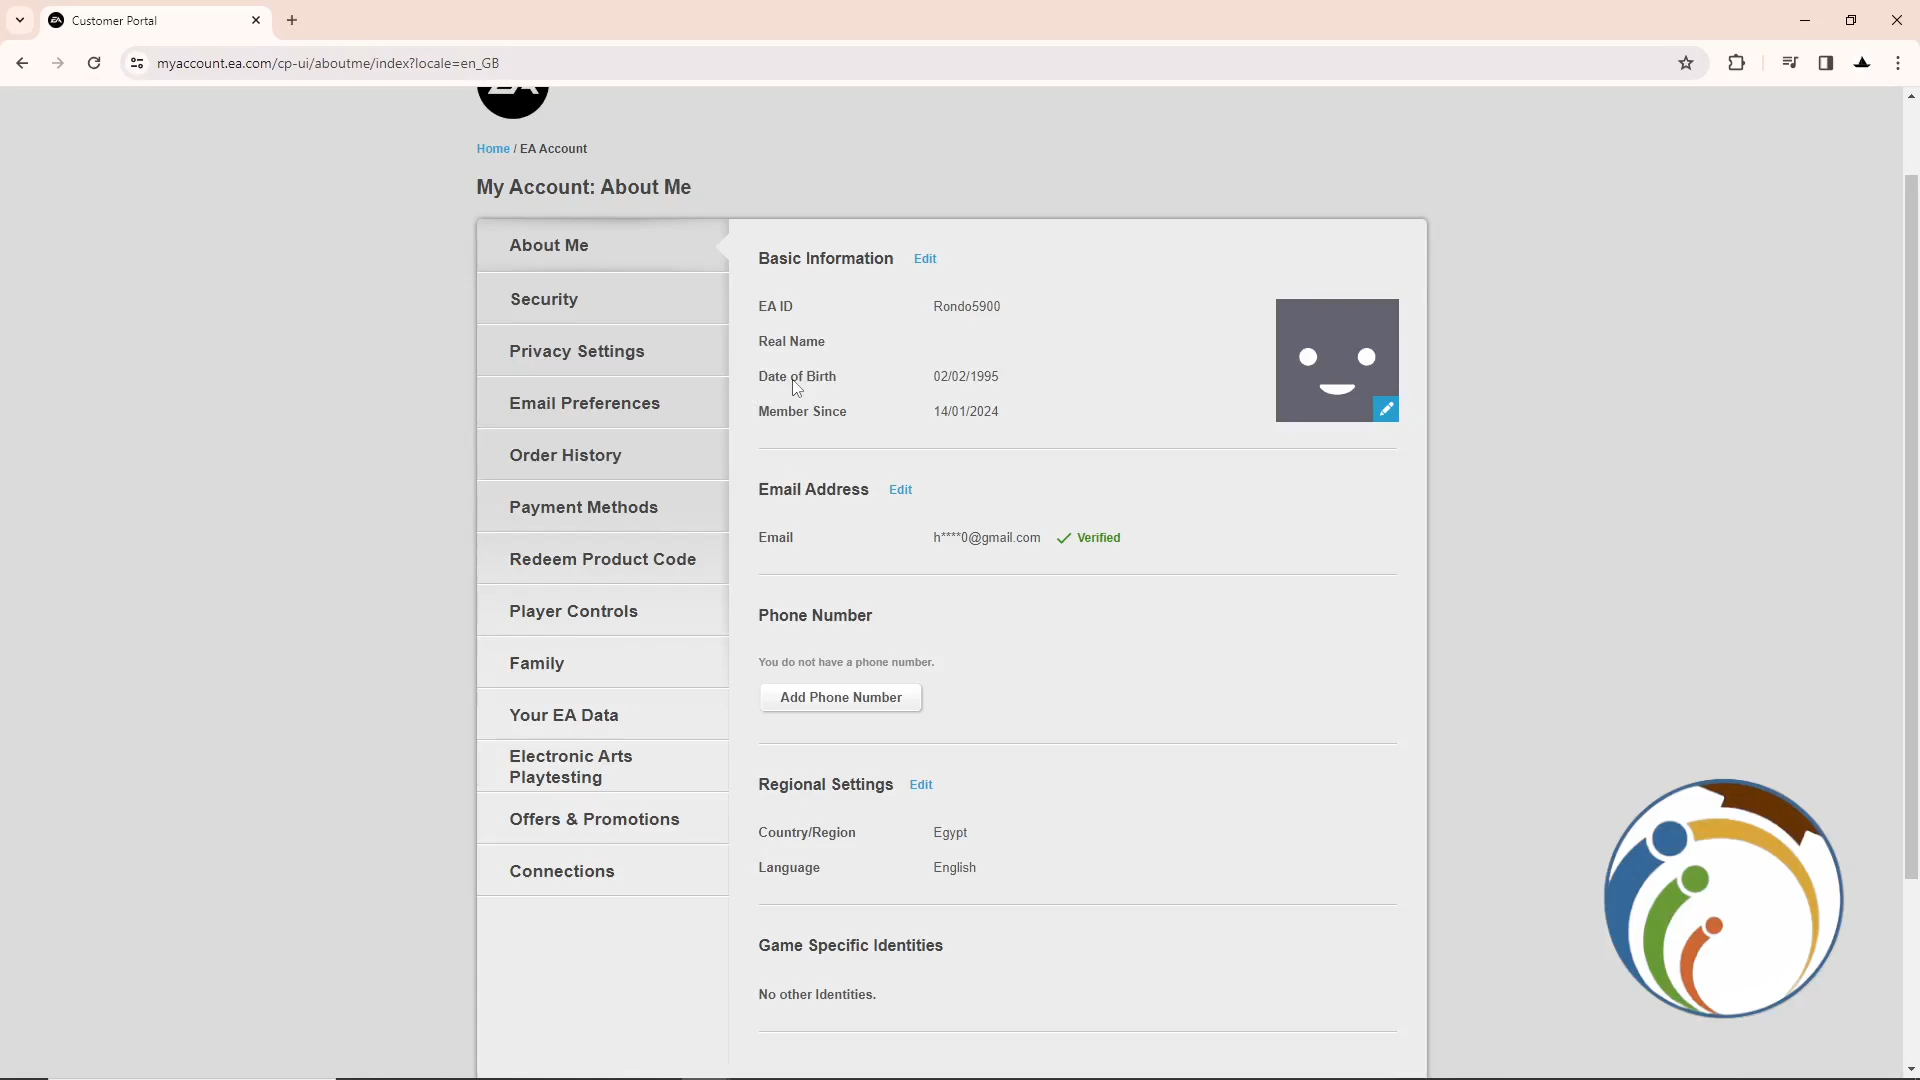 Customer Portal
myaccount.ea.com/cp-ui/aboutme/index?locale=en_GB
Home / EA Account
My Account: About Me
About Me
Security
Privacy Settings
Email Preferences
Order History
Payment Methods
Redeem Product Code
Player Controls
Family
Your EA Data
Electronic Arts
Playtesting
Offers & Promotions
Connections
Basic Information Edit
EA ID Rondo5900
Real Name
Date of Birth 02/02/1995
Member Since 14/01/2024
Email Address Edit
Email h****0@gmail.com Verified
Phone Number
You do not have a phone number.
Add Phone Number
Regional Settings Edit
Country/Region Egypt
Language English
Game Specific Identities
No other Identities.